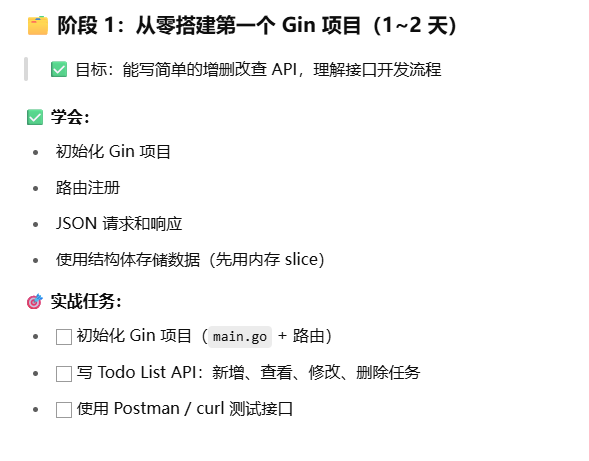 阶段 1：从零搭建第一个 Gin 项目（1~2 天）
目标：能写简单的增删改查 API，理解接口开发流程
学会：
初始化 Gin 项目
路由注册
JSON 请求和响应
使用结构体存储数据（先用内存 slice）
实战任务：
初始化 Gin 项目（main.go + 路由）
写 Todo List API：新增、查看、修改、删除任务
使用 Postman / curl 测试接口